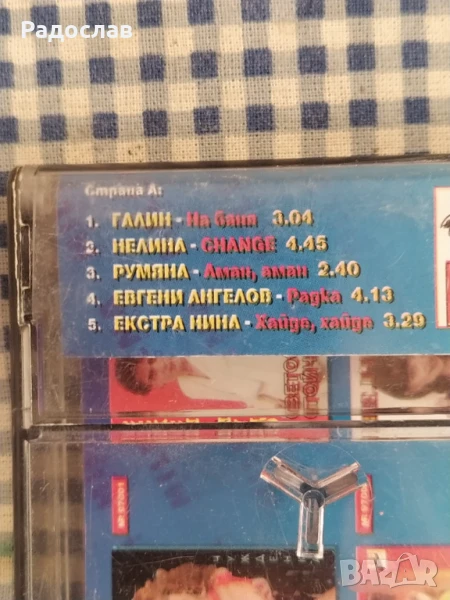 Радослав
Страна А:
1. ГАЛИН - На баня 3.04
2. НЕЛИНА - CHANGE 4.45
3. РУМЯНА - Аман, аман 2.40
4. ЕВГЕНИ АНГЕЛОВ - Радка 4.13
5. ЕКСТРА НИНА - Хайде, хайде 3.29
BAZAR